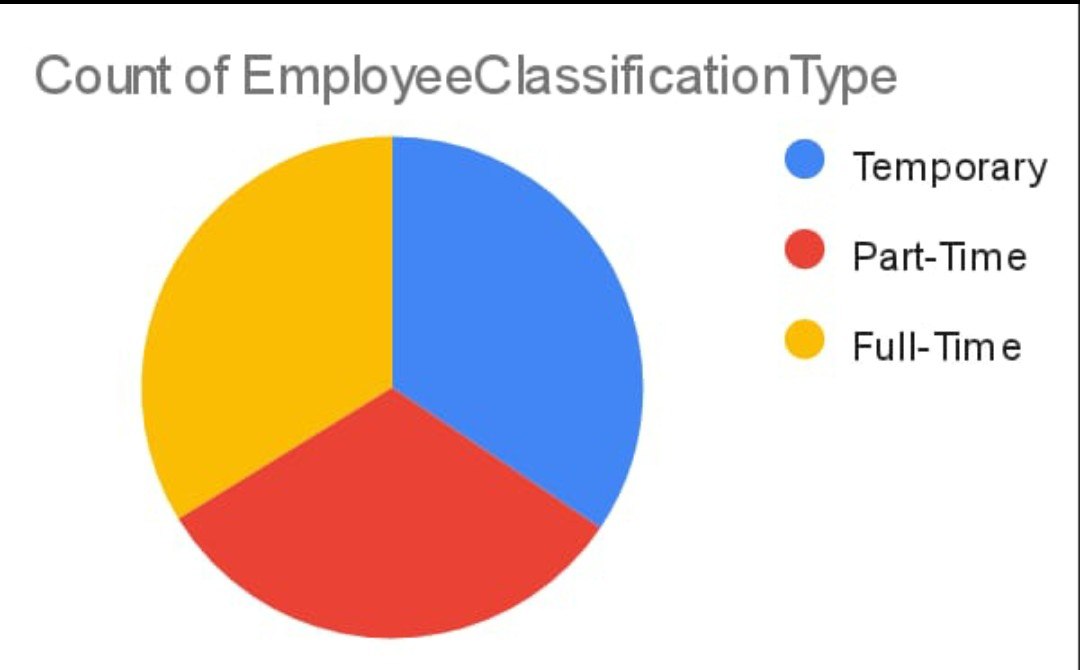 Count of EmployeeClassificationType
Temporary
Part-Time
Full-Time